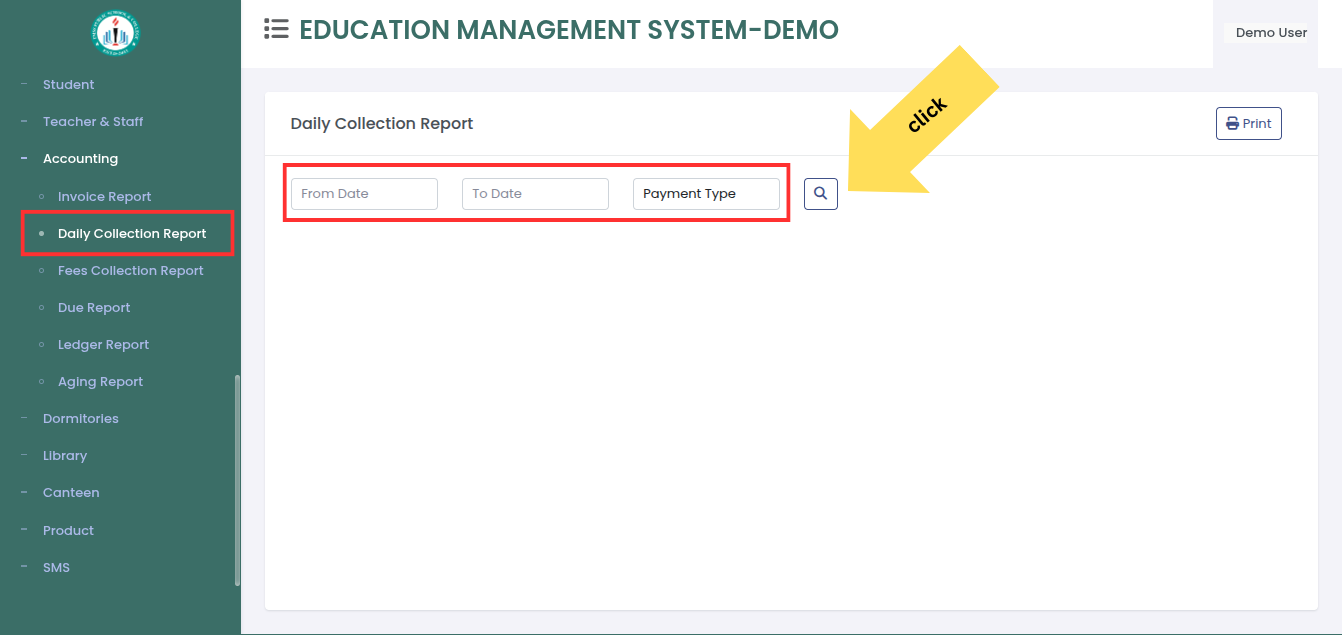 EDUCATION MANAGEMENT SYSTEM-DEMO
Demo User
Student
Teacher & Staff
Accounting
Invoice Report
Daily Collection Report
Fees Collection Report
Due Report
Ledger Report
Aging Report
Dormitories
Library
Canteen
Product
SMS
Daily Collection Report
Print
click
From Date
To Date
Payment Type